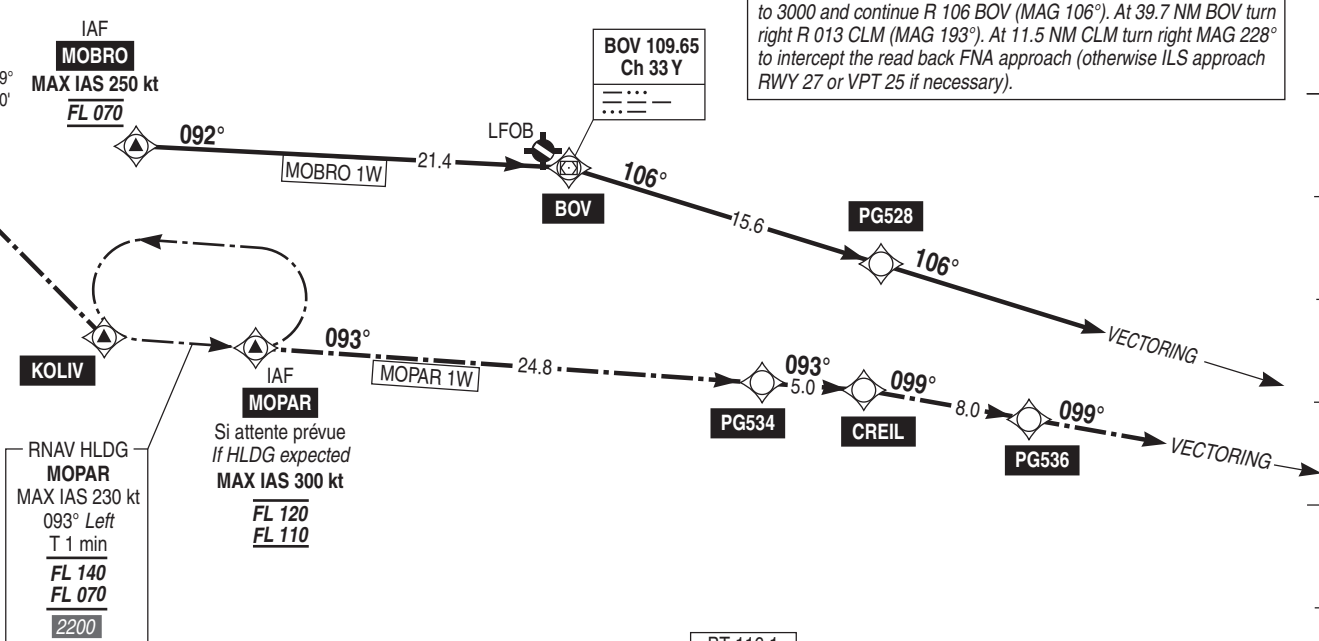 to 3000 and continue R 106 BOV (MAG 106°). At 39.7 NM BOV turn
right R 013 CLM (MAG 193°). At 11.5 NM CLM turn right MAG 228°
to intercept the read back FNA approach (otherwise ILS approach
RWY 27 or VPT 25 if necessary).
IAF
MOBRO
MAX IAS 250 kt
FL 070
9°
0'
092°
MOBRO 1W
21.4
LFOB
BOV 109.65
Ch 33 Y
BOV
106°
15.6
PG528
106°
VECTORING
KOLIV
093°
MOPAR 1W
24.8
IAF
MOPAR
Si attente prévue
If HLDG expected
MAX IAS 300 kt
FL 120
FL 110
PG534
093°
5.0
CREIL
099°
8.0
PG536
099°
VECTORING
RNAV HLDG
MOPAR
MAX IAS 230 kt
093° Left
T 1 min
FL 140
FL 070
2200